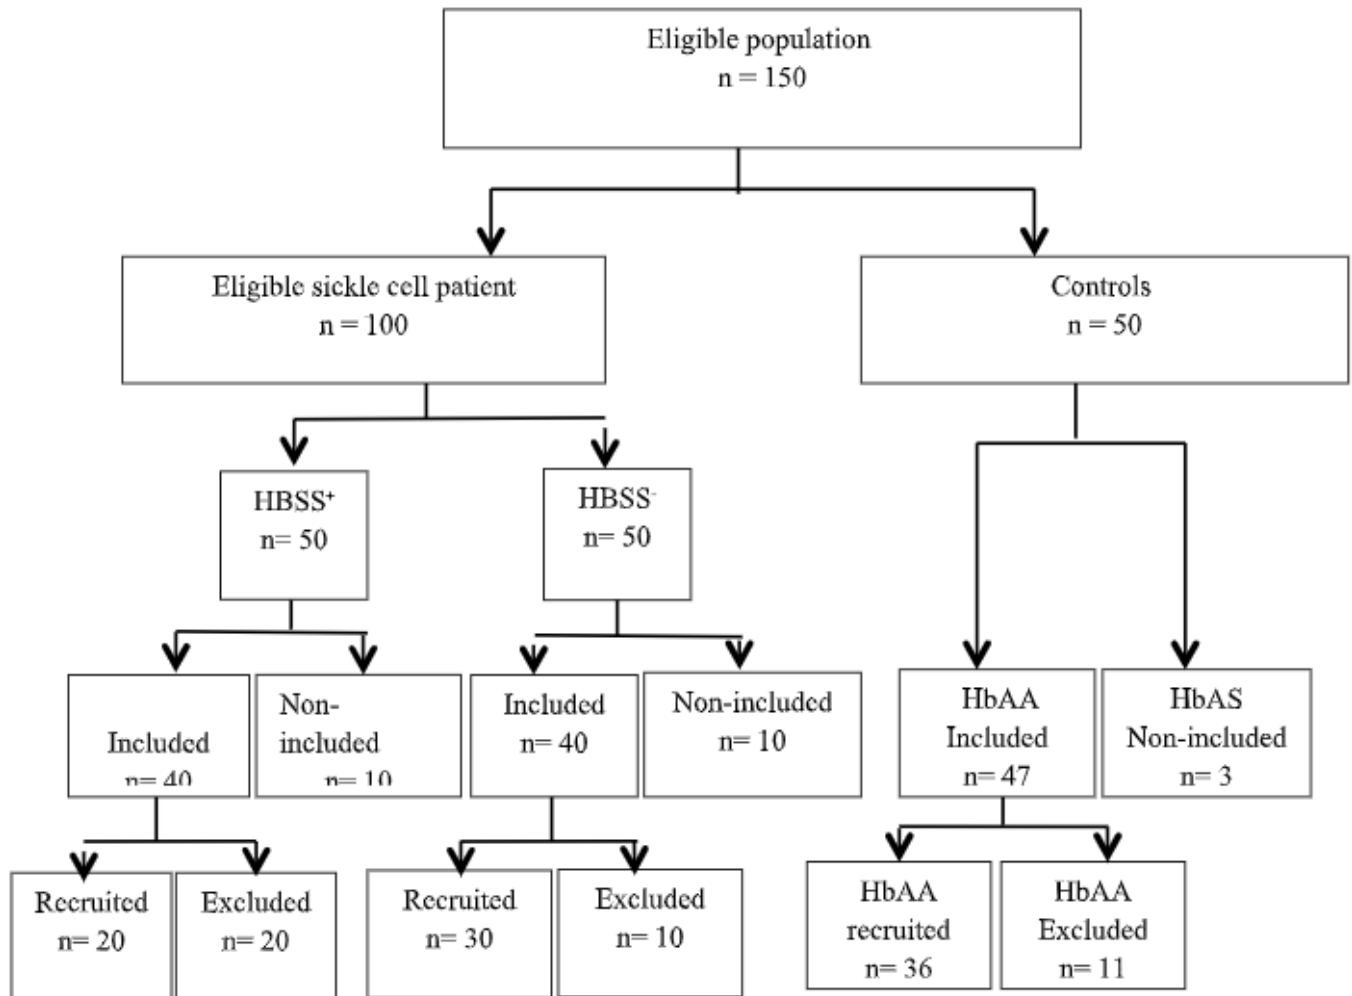 Eligible population
n = 150
Eligible sickle cell patient
n = 100
Controls
n = 50
HBSS⁺
n= 50
HBSS⁻
n= 50
Included
n= 40
Non-
included
n= 10
Included
n= 40
Non-included
n= 10
HbAA
Included
n= 47
HbAS
Non-included
n= 3
Recruited
n= 20
Excluded
n= 20
Recruited
n= 30
Excluded
n= 10
HbAA
recruited
n= 36
HbAA
Excluded
n= 11